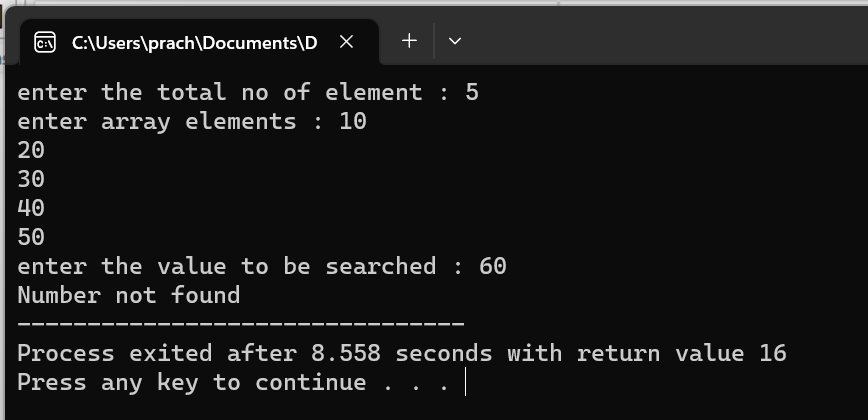 C:\Users\prach\Documents\D
enter the total no of element : 5
enter array elements : 10
20
30
40
50
enter the value to be searched : 60
Number not found
--------------------------------
Process exited after 8.558 seconds with return value 16
Press any key to continue . . .